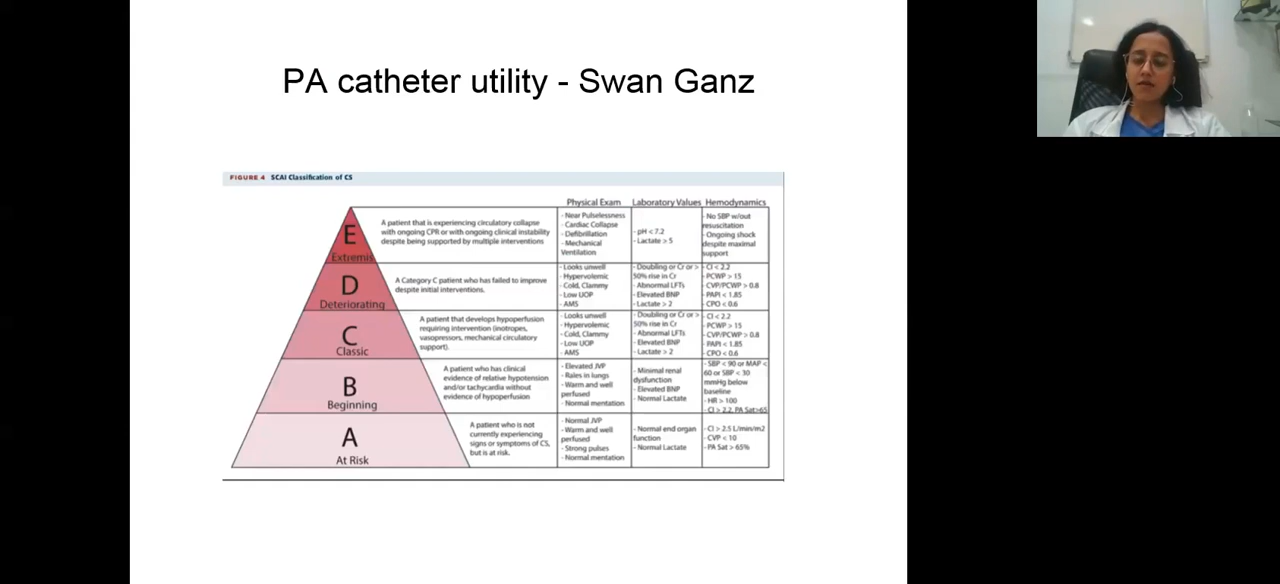 PA catheter utility - Swan Ganz
FIGURE 4 SCAI Classification of CS
Physical Exam
Laboratory Values
Hemodynamics
E
Extremis
A patient that is experiencing circulatory collapse
with ongoing CPR or with ongoing clinical instability
despite being supported by multiple interventions
- Near Pulselessness
- Cardiac Collapse
- Defibrillation
- Mechanical
Ventilation
- pH < 7.2
- Lactate > 5
- No SBP w/out
resuscitation
- Ongoing shock
despite maximal
support
D
Deteriorating
A Category C patient who has failed to improve
despite initial interventions.
- Looks unwell
- Hypervolemic
- Cold, Clammy
- Low UOP
- AMS
- Doubling or Cr or >
50% rise in Cr
- Abnormal LFTs
- Elevated BNP
- Lactate > 2
- CI < 2.2
- PCWP > 15
- CVP/PCWP > 0.8
- PAPI < 1.85
- CPO < 0.6
C
Classic
A patient that develops hypoperfusion
requiring intervention (inotropes,
vasopressors, mechanical circulatory
support).
- Looks unwell
- Hypervolemic
- Cold, Clammy
- Low UOP
- AMS
- Doubling or Cr or >
50% rise in Cr
- Abnormal LFTs
- Elevated BNP
- Lactate > 2
- CI < 2.2
- PCWP > 15
- CVP/PCWP > 0.8
- PAPI < 1.85
- CPO < 0.6
B
Beginning
A patient who has clinical
evidence of relative hypotension
and/or tachycardia without
evidence of hypoperfusion
- Elevated JVP
- Rales in lungs
- Warm and well
perfused
- Normal mentation
- Minimal renal
dysfunction
- Elevated BNP
- Normal Lactate
- SBP < 90 or MAP <
60 or SBP < 30
mmHg below
baseline
- HR > 100
- CI > 2.2, PA Sat>65
A
At Risk
A patient who is not
currently experiencing
signs or symptoms of CS,
but is at risk.
- Normal JVP
- Warm and well
perfused
- Strong pulses
- Normal mentation
- Normal end organ
function
- Normal Lactate
- CI > 2.5 L/min/m2
- CVP < 10
- PA Sat > 65%